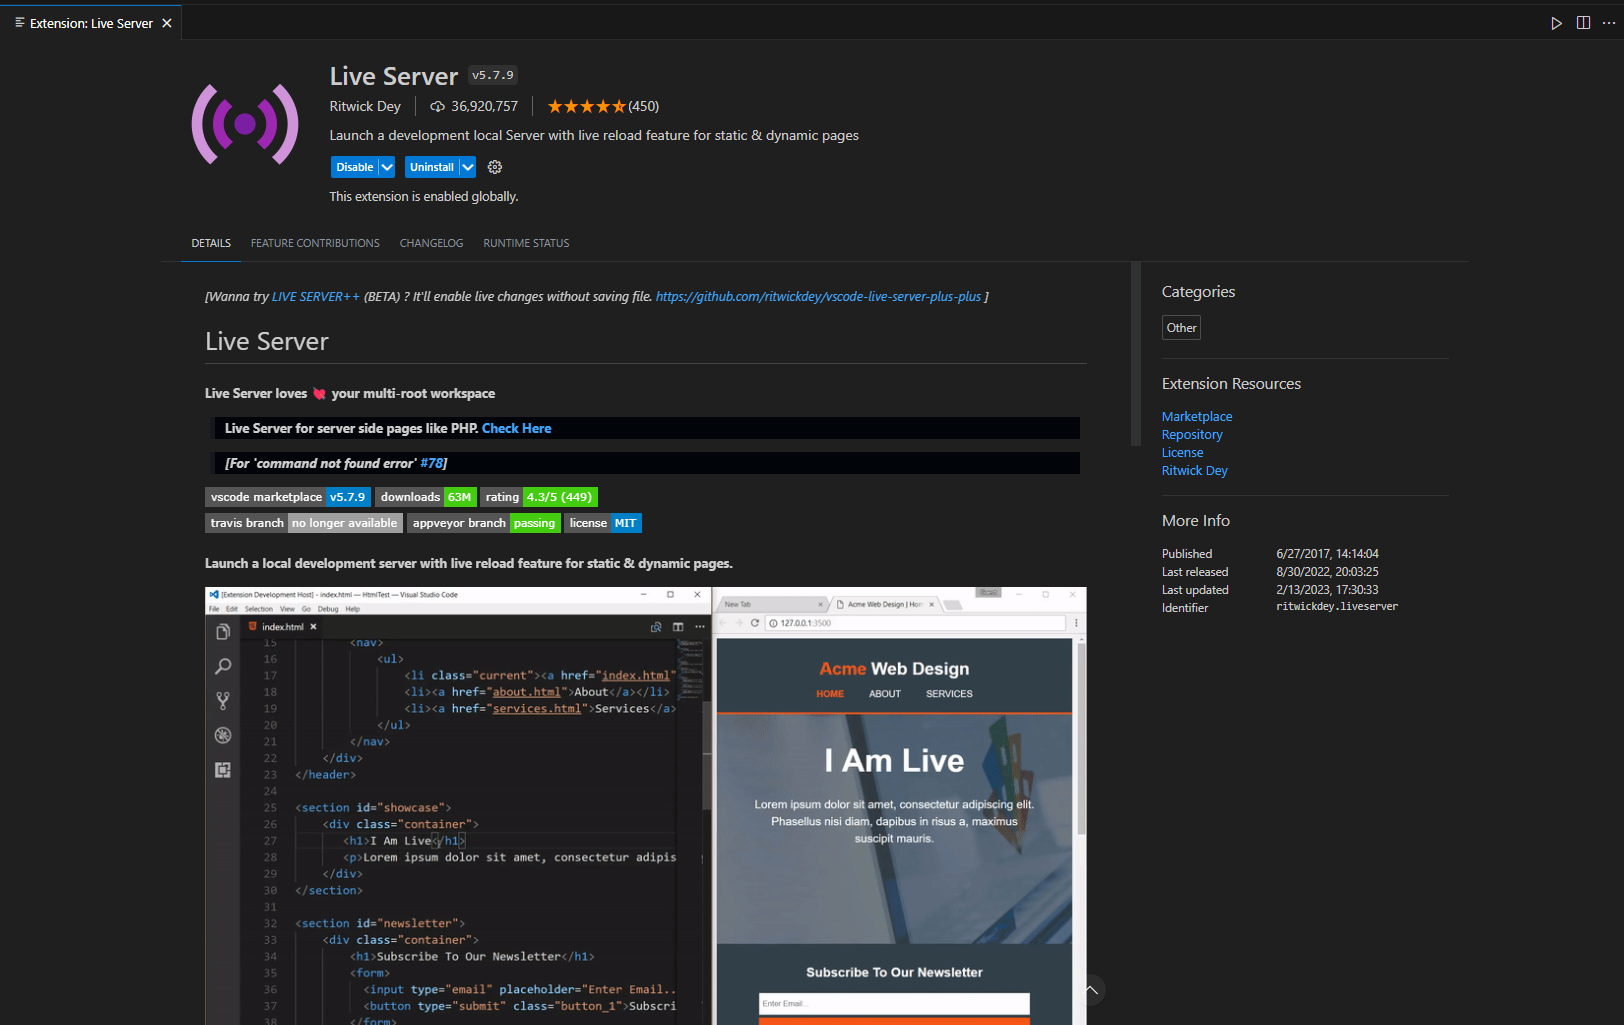 Extension: Live Server
Live Server v5.7.9
Ritwick Dey 36,920,757 ★★★★★(450)
Launch a development local Server with live reload feature for static & dynamic pages
Disable Uninstall
This extension is enabled globally.
DETAILS FEATURE CONTRIBUTIONS CHANGELOG RUNTIME STATUS
[Wanna try LIVE SERVER++ (BETA) ? It'll enable live changes without saving file. https://github.com/ritwickdey/vscode-live-server-plus-plus ]
Live Server
Live Server loves 💘 your multi-root workspace
Live Server for server side pages like PHP. Check Here
[For 'command not found error' #78]
vscode marketplace v5.7.9 downloads 63M rating 4.3/5 (449)
travis branch no longer available appveyor branch passing license MIT
Launch a local development server with live reload feature for static & dynamic pages.
[Extension Development Host] - index.html — HtmlTest — Visual Studio Code
File Edit Selection View Go Debug Help
index.html
15 <nav>
16 <ul>
17 <li class="current"><a href="index.html"
18 <li><a href="about.html">About</a></li>
19 <li><a href="services.html">Services</a>
20 </ul>
21 </nav>
22 </div>
23 </header>
24
25 <section id="showcase">
26 <div class="container">
27 <h1>I Am Live</h1>
28 <p>Lorem ipsum dolor sit amet, consectetur adipis
29 </div>
30 </section>
31
32 <section id="newsletter">
33 <div class="container">
34 <h1>Subscribe To Our Newsletter</h1>
35 <form>
36 <input type="email" placeholder="Enter Email..
37 <button type="submit" class="button_1">Subscri
38 </form>
New Tab Acme Web Design | Hom
127.0.0.1:3500
Acme Web Design
HOME ABOUT SERVICES
I Am Live
Lorem ipsum dolor sit amet, consectetur adipiscing elit.
Phasellus nisi diam, dapibus in risus a, maximus
suscipit mauris.
Subscribe To Our Newsletter
Enter Email...
Categories
Other
Extension Resources
Marketplace
Repository
License
Ritwick Dey
More Info
Published 6/27/2017, 14:14:04
Last released 8/30/2022, 20:03:25
Last updated 2/13/2023, 17:30:33
Identifier ritwickdey.liveserver